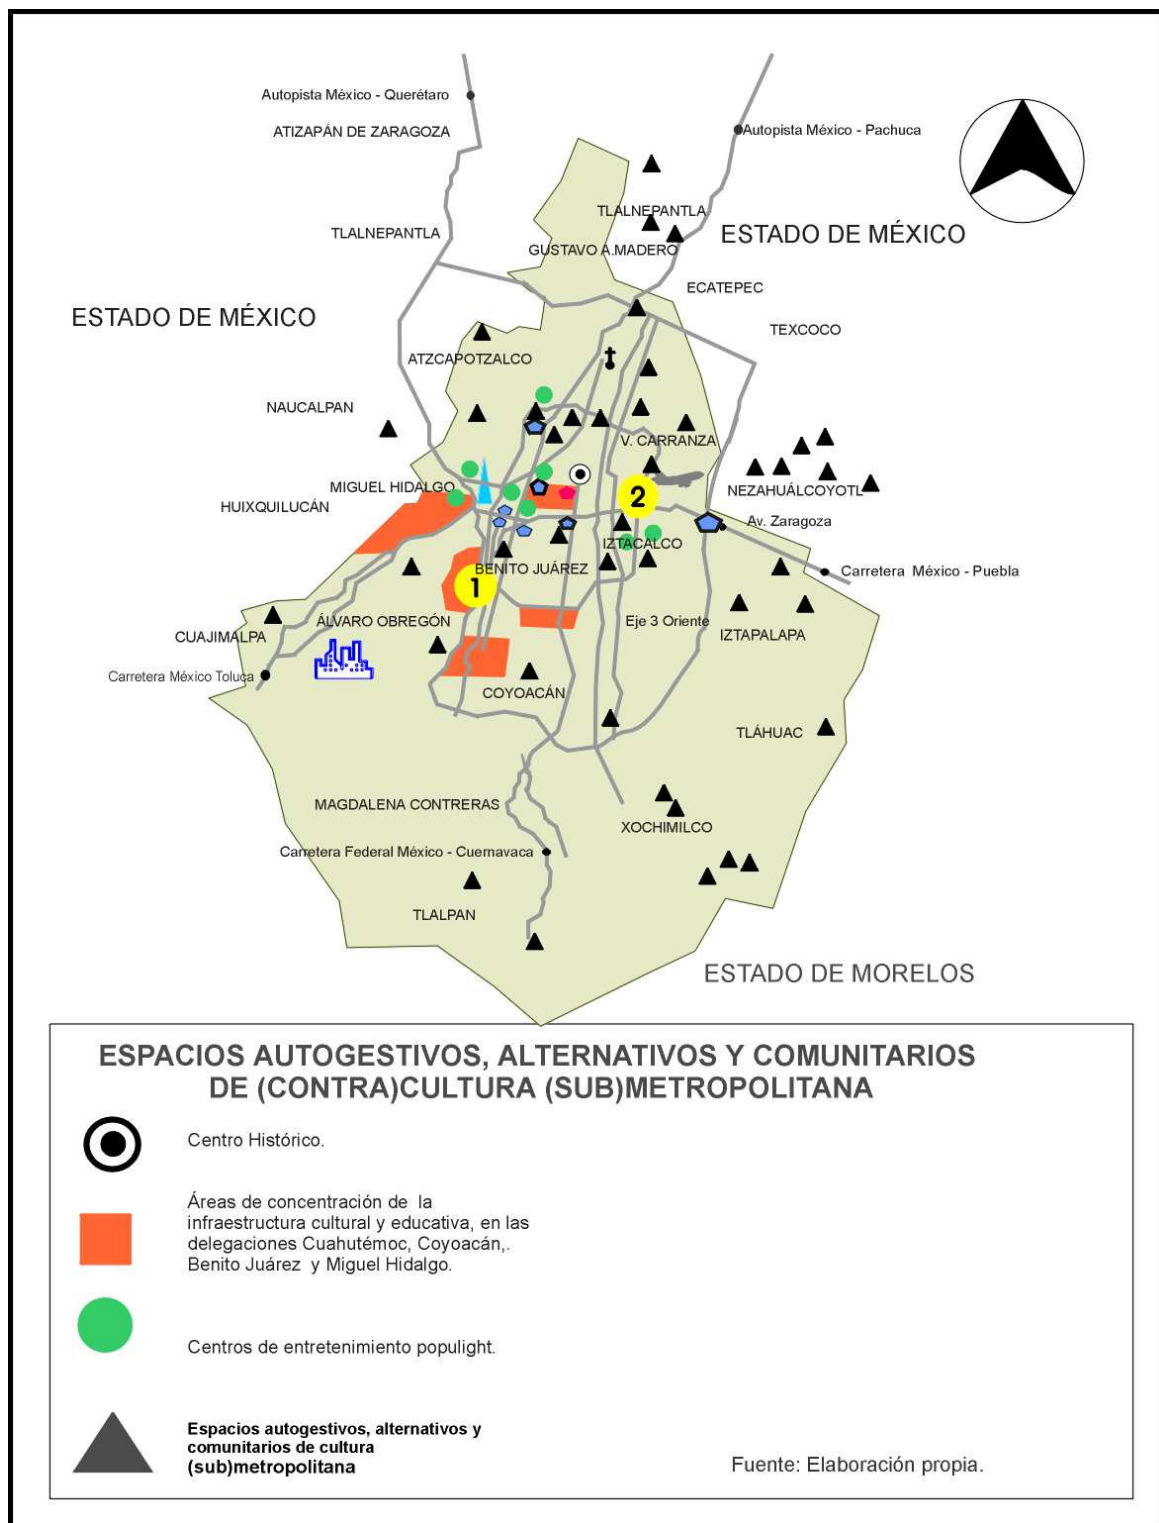 Autopista México - Querétaro
ATIZAPÁN DE ZARAGOZA
Autopista México - Pachuca
TLALNEPANTLA
TLALNEPANTLA
ESTADO DE MÉXICO
GUSTAVO A.MADERO
ECATEPEC
ESTADO DE MÉXICO
TEXCOCO
ATZCAPOTZALCO
NAUCALPAN
V. CARRANZA
MIGUEL HIDALGO
NEZAHUÁLCOYOTL
2
HUIXQUILUCÁN
Av. Zaragoza
IZTACALCO
BENITO JUÁREZ
Carretera México - Puebla
1
ÁLVARO OBREGÓN
Eje 3 Oriente
CUAJIMALPA
IZTAPALAPA
Carretera México Toluca
COYOACÁN
TLÁHUAC
MAGDALENA CONTRERAS
XOCHIMILCO
Carretera Federal México - Cuernavaca
TLALPAN
ESTADO DE MORELOS
ESPACIOS AUTOGESTIVOS, ALTERNATIVOS Y COMUNITARIOS
DE (CONTRA)CULTURA (SUB)METROPOLITANA
Centro Histórico.
Áreas de concentración de la
infraestructura cultural y educativa, en las
delegaciones Cuahutémoc, Coyoacán,.
Benito Juárez y Miguel Hidalgo.
Centros de entretenimiento populight.
Espacios autogestivos, alternativos y
comunitarios de cultura
(sub)metropolitana
Fuente: Elaboración propia.